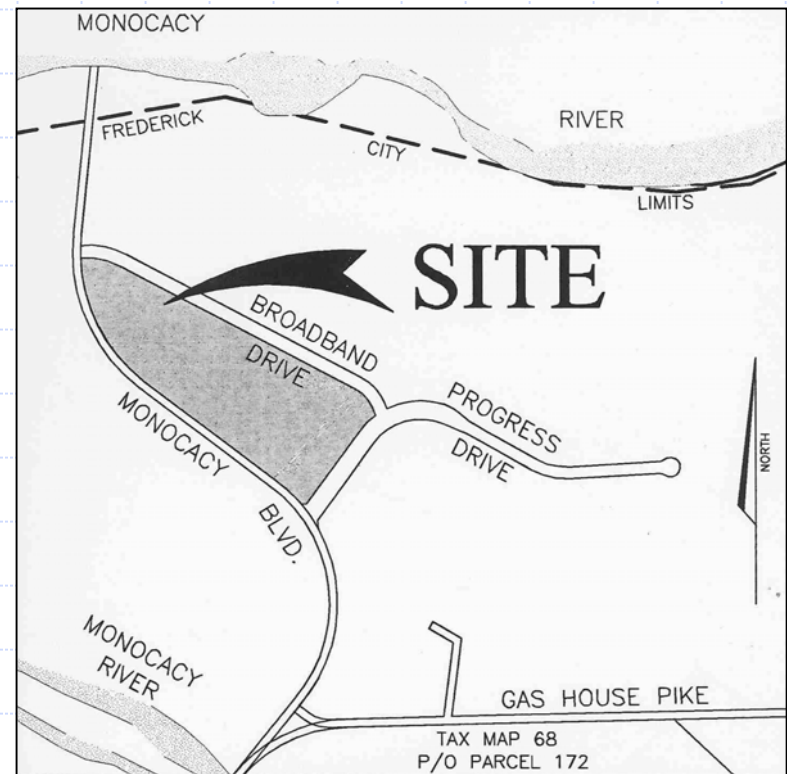 MONOCACY
RIVER
FREDERICK
CITY
LIMITS
SITE
BROADBAND
DRIVE
PROGRESS
DRIVE
MONOCACY
BLVD.
NORTH
MONOCACY
RIVER
GAS HOUSE PIKE
TAX MAP 68
P/O PARCEL 172